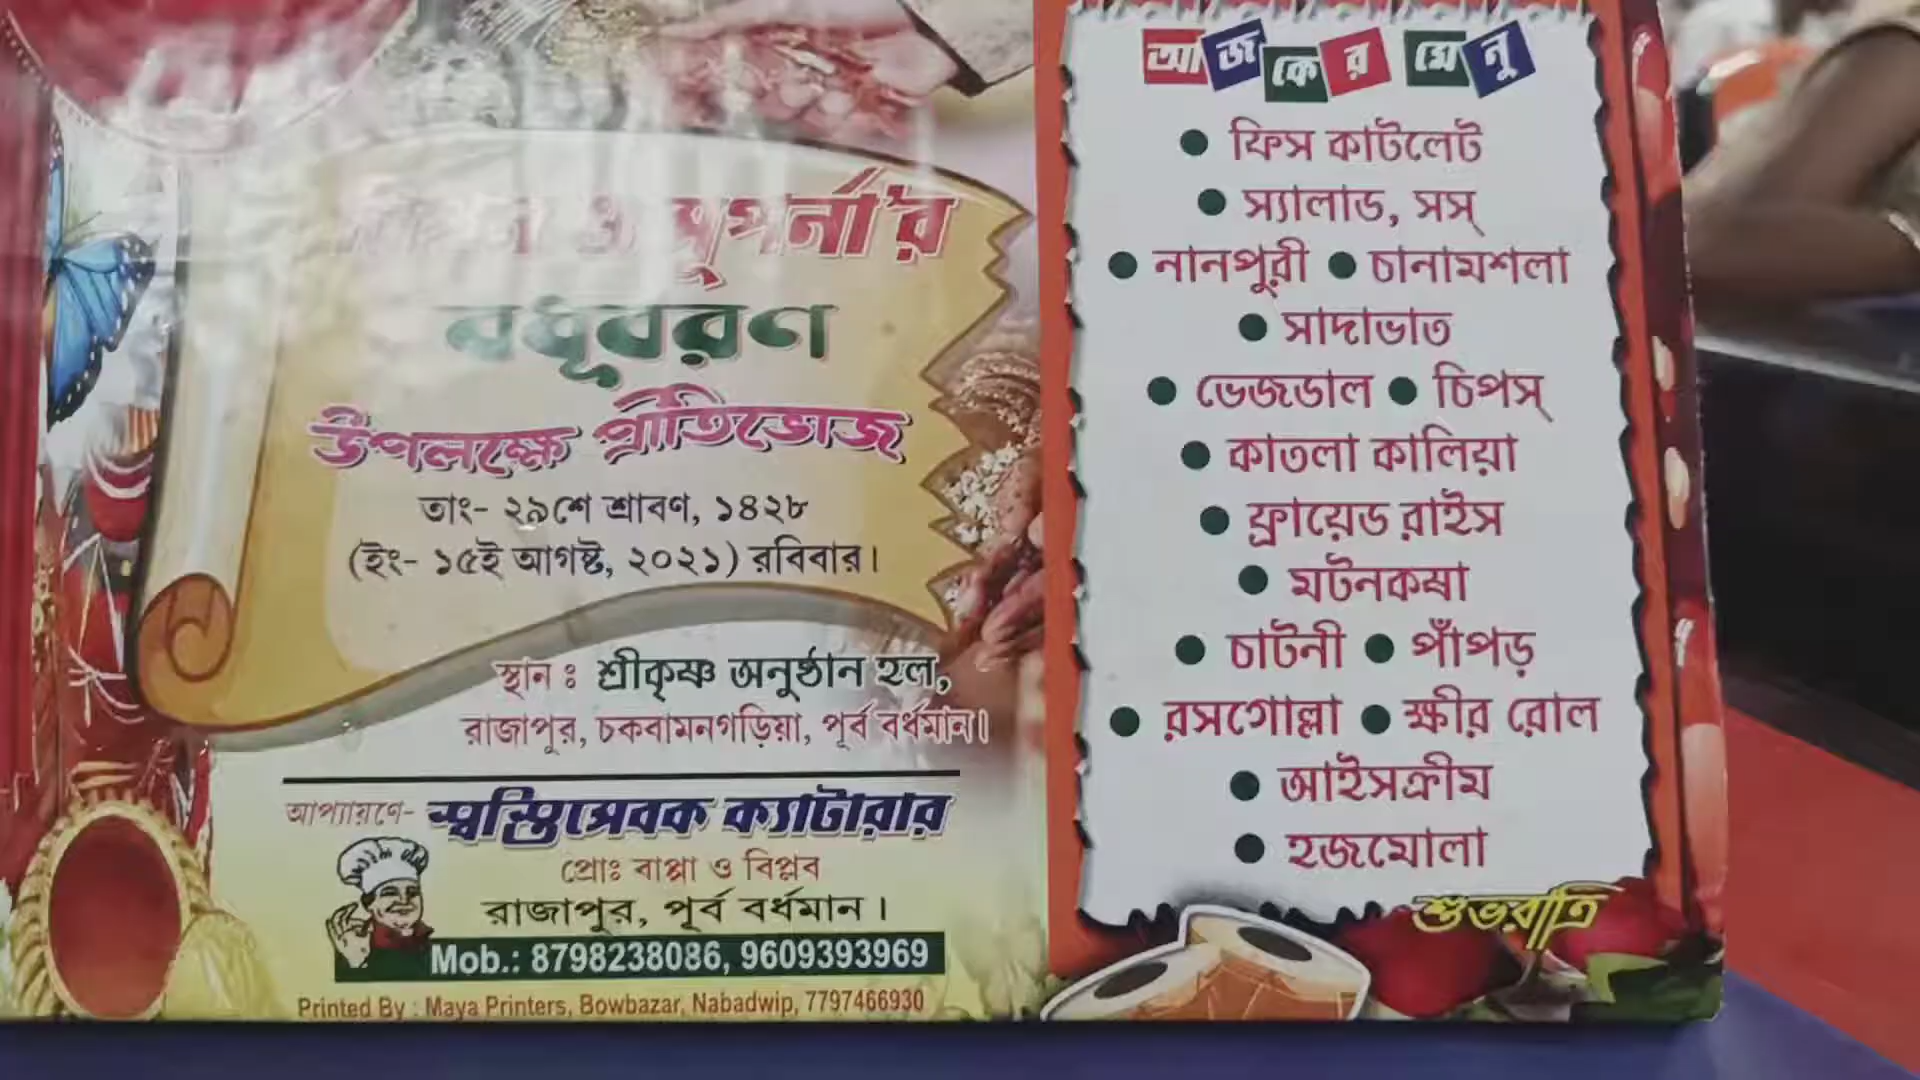 ও সুপর্না'র
বধূবরণ
উপলক্ষে প্রীতিভোজ
তাং- ২৯শে শ্রাবণ, ১৪২৮
(ইং- ১৫ই আগষ্ট, ২০২১) রবিবার।
স্থান ঃ শ্রীকৃষ্ণ অনুষ্ঠান হল,
রাজাপুর, চকবামনগড়িয়া, পূর্ব বর্ধমান।
আপ্যায়ণে- স্বস্তিসেবক ক্যাটারার
প্রোঃ বাপ্পা ও বিপ্লব
রাজাপুর, পূর্ব বর্ধমান।
Mob.: 8798238086, 9609393969
Printed By : Maya Printers, Bowbazar, Nabadwip, 7797466930
আজকের মেনু
● ফিস কাটলেট
● স্যালাড, সস্
● নানপুরী ● চানামশলা
● সাদাভাত
● ভেজডাল ● চিপস্
● কাতলা কালিয়া
● ফ্রায়েড রাইস
● মটনকষা
● চাটনী ● পাঁপড়
● রসগোল্লা ● ক্ষীর রোল
● আইসক্রীম
● হজমোলা
শুভরাত্রি